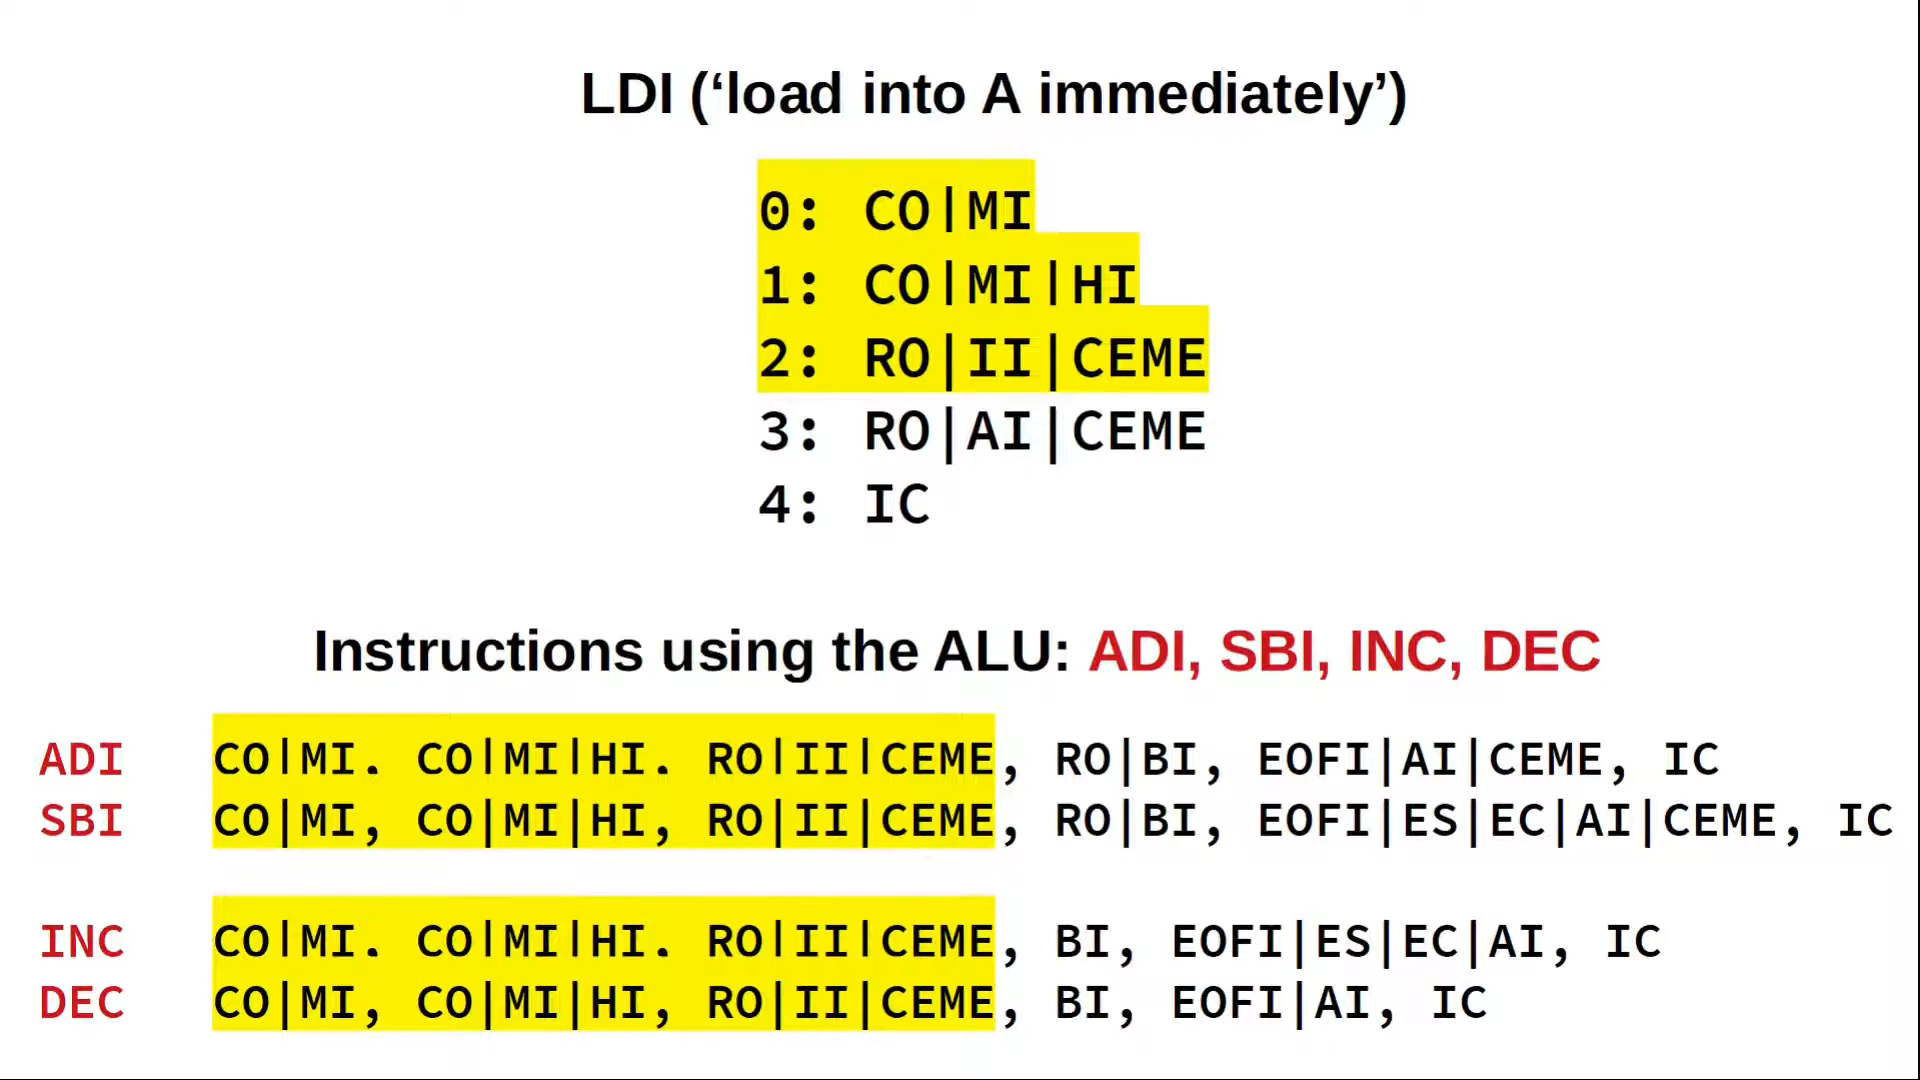 LDI (‘load into A immediately’)
0: CO|MI
1: CO|MI|HI
2: RO|II|CEME
3: RO|AI|CEME
4: IC
Instructions using the ALU: ADI, SBI, INC, DEC
ADI CO|MI, CO|MI|HI, RO|II|CEME, RO|BI, EOFI|AI|CEME, IC
SBI CO|MI, CO|MI|HI, RO|II|CEME, RO|BI, EOFI|ES|EC|AI|CEME, IC
INC CO|MI, CO|MI|HI, RO|II|CEME, BI, EOFI|ES|EC|AI, IC
DEC CO|MI, CO|MI|HI, RO|II|CEME, BI, EOFI|AI, IC